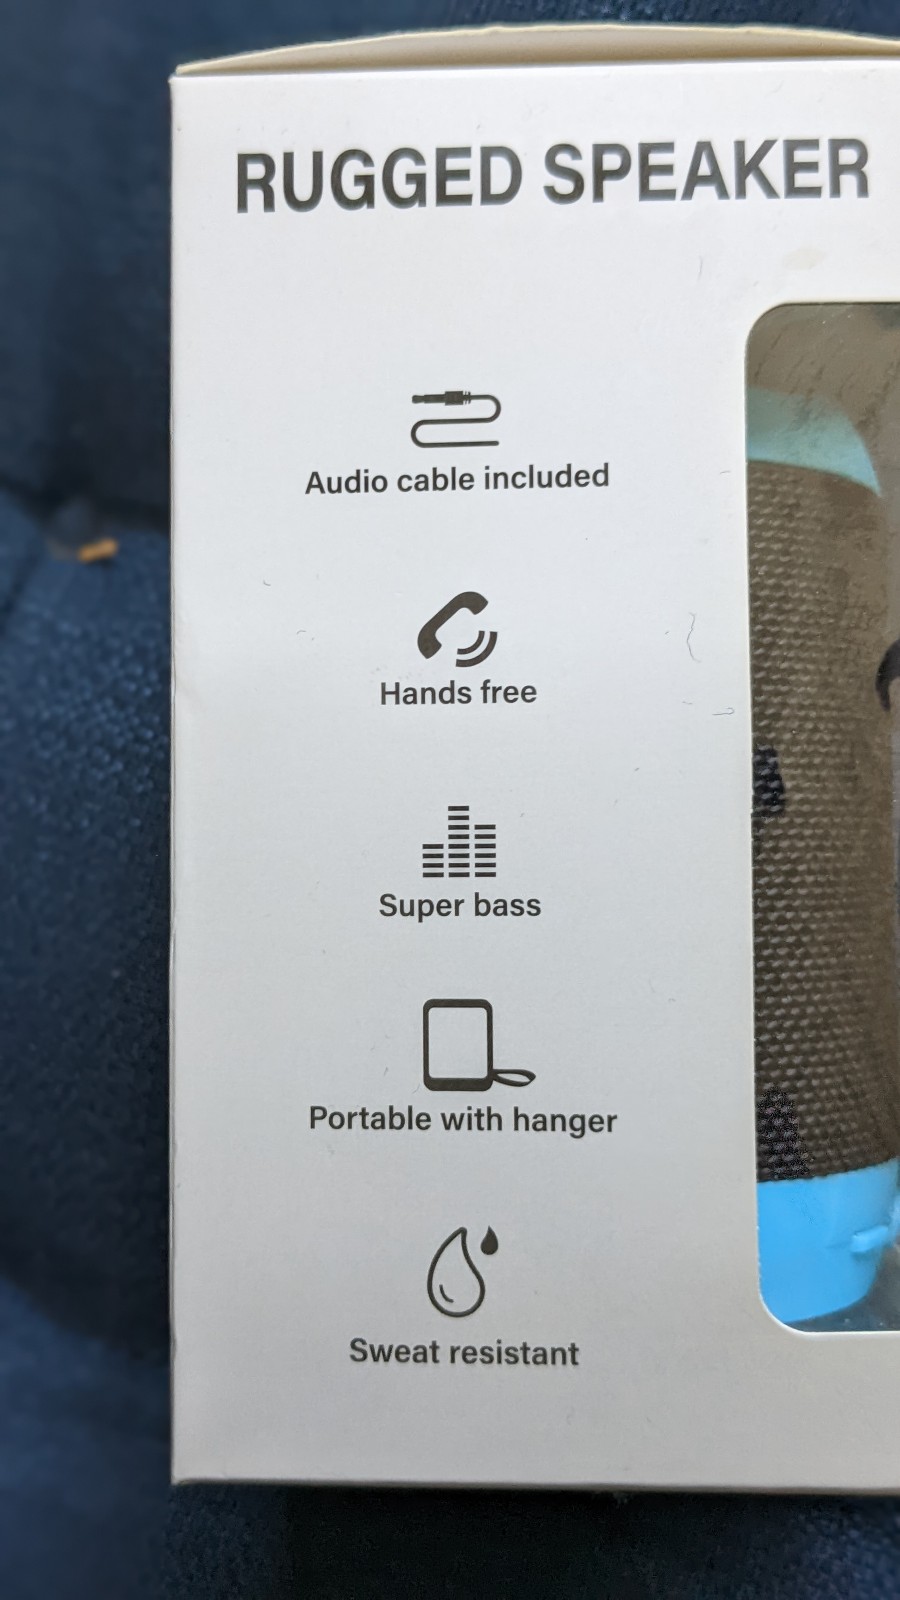 RUGGED SPEAKER
Audio cable included
Hands free
Super bass
Portable with hanger
Sweat resistant